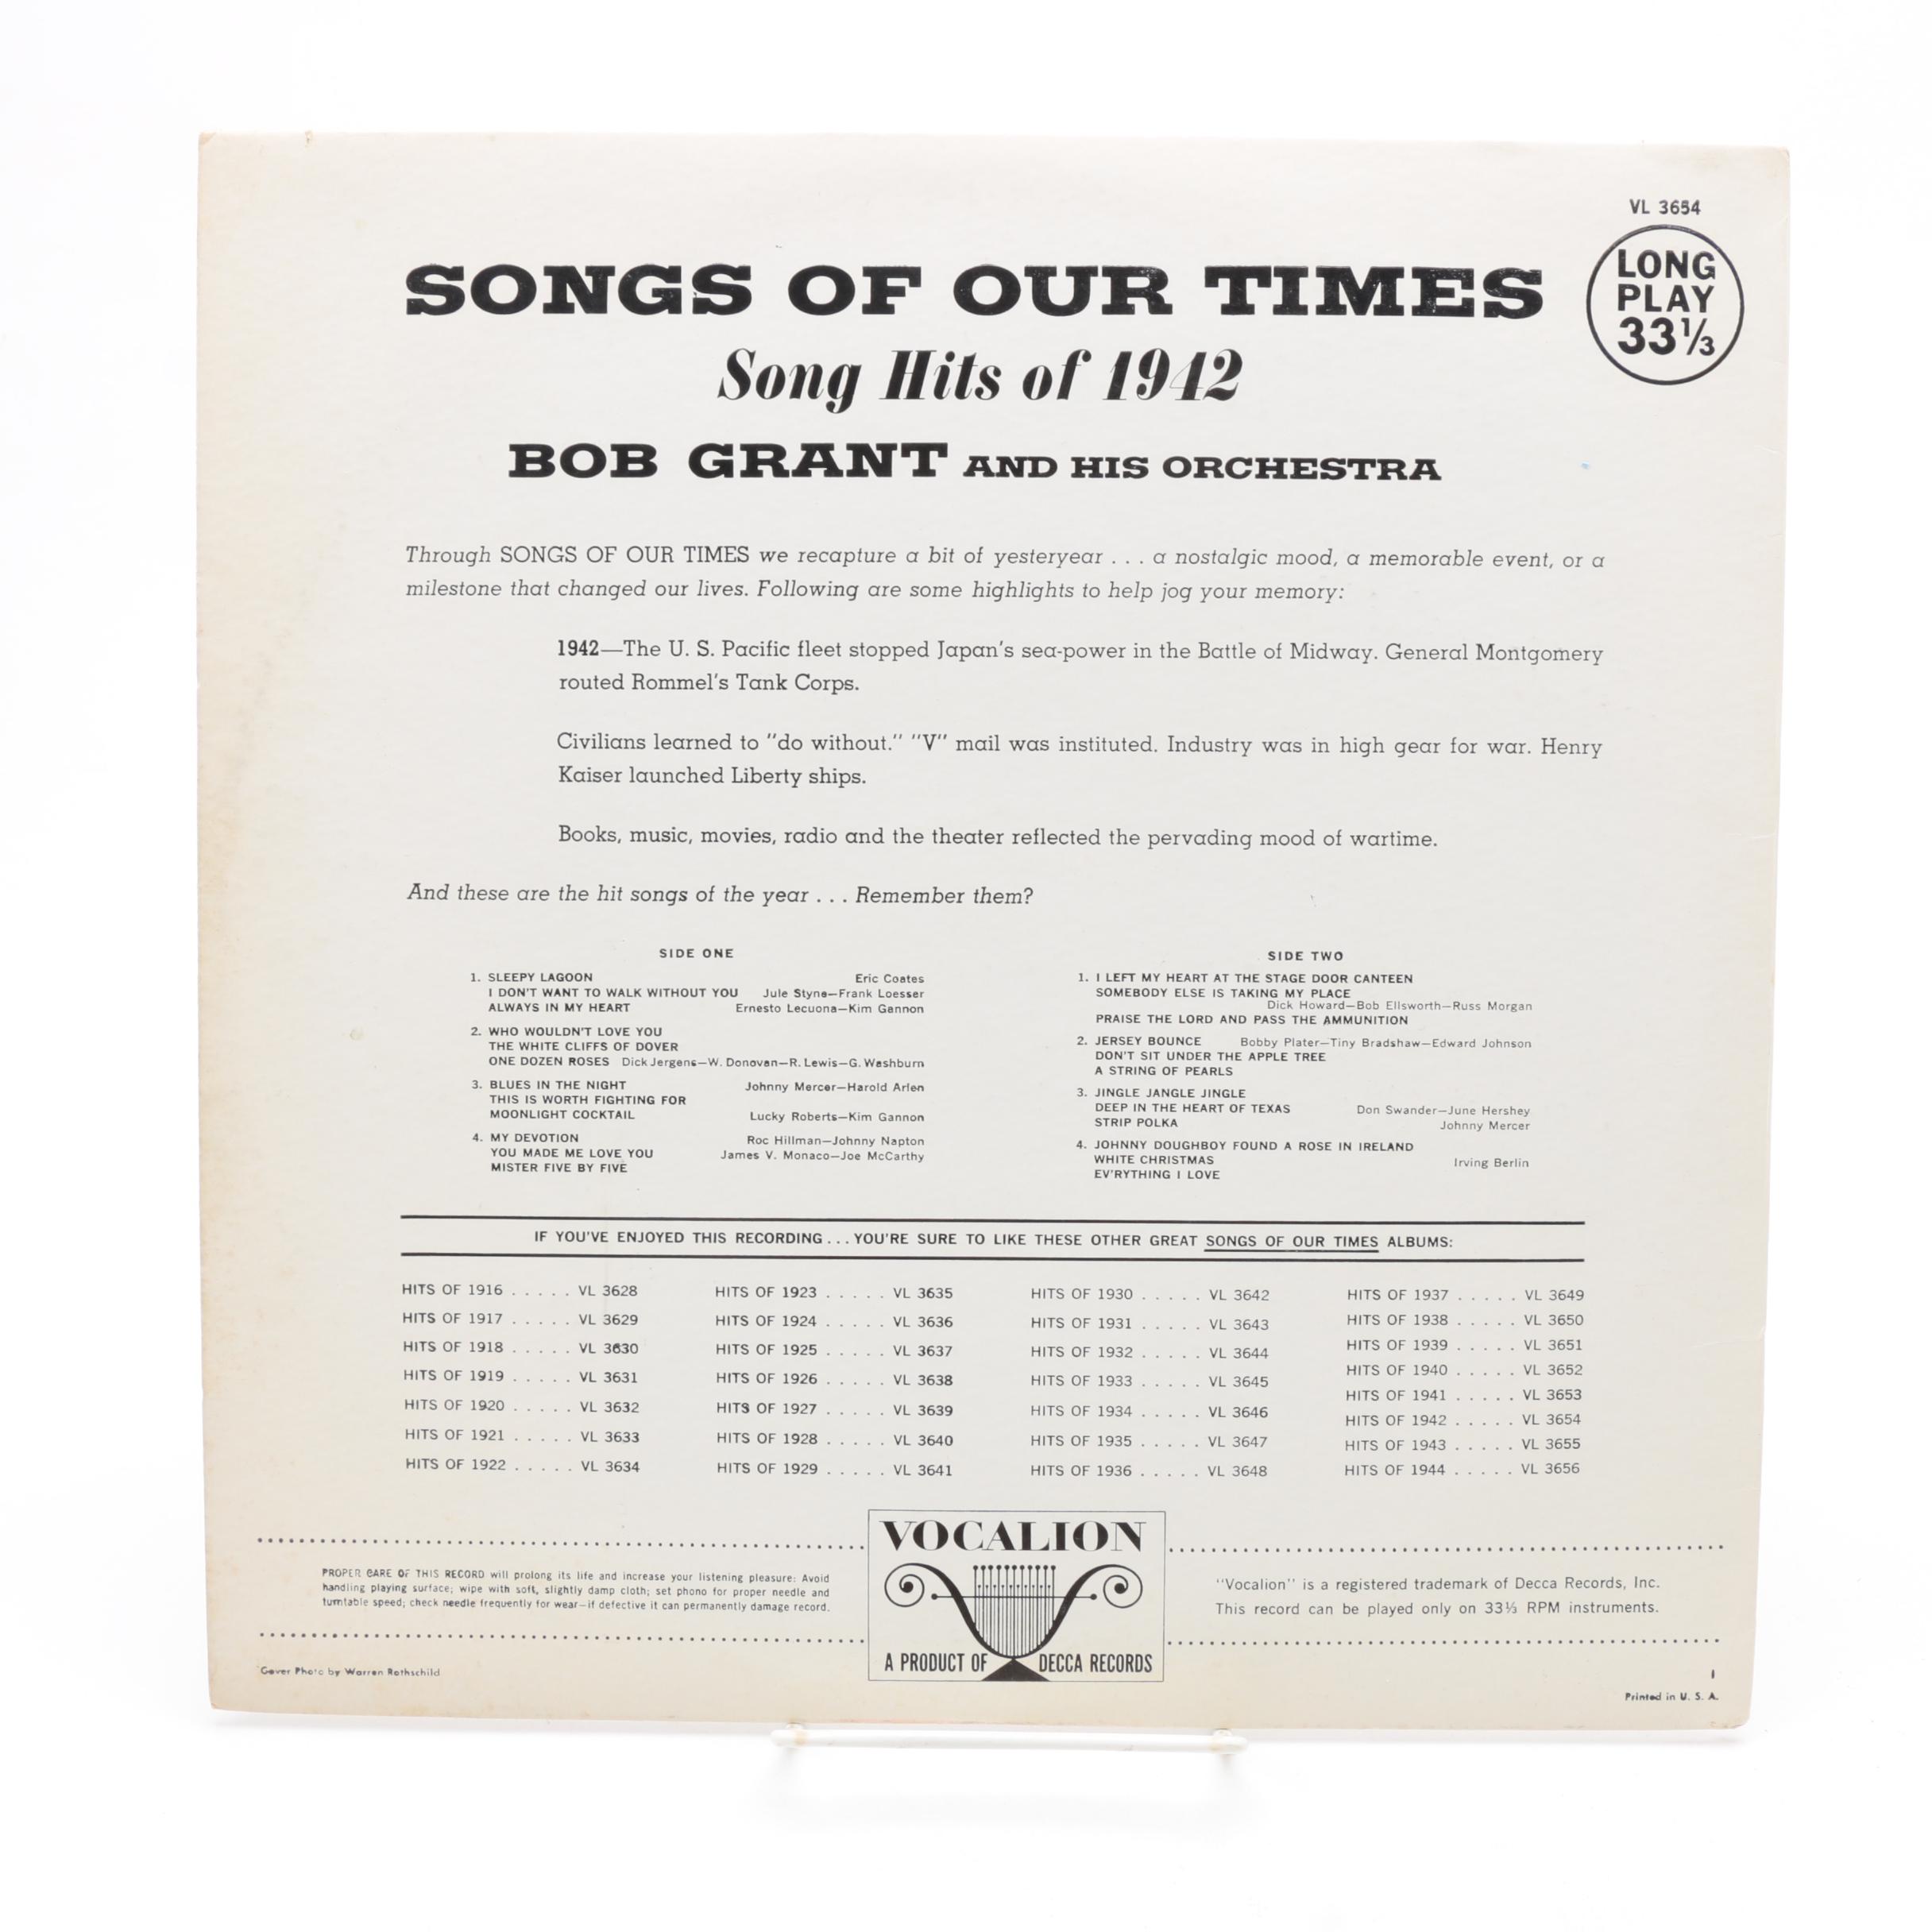 VL 3654
LONG
PLAY
33⅓
SONGS OF OUR TIMES
Song Hits of 1942
BOB GRANT AND HIS ORCHESTRA
Through SONGS OF OUR TIMES we recapture a bit of yesteryear . . . a nostalgic mood, a memorable event, or a
milestone that changed our lives. Following are some highlights to help jog your memory:
1942—The U. S. Pacific fleet stopped Japan's sea-power in the Battle of Midway. General Montgomery
routed Rommel's Tank Corps.
Civilians learned to "do without." "V" mail was instituted. Industry was in high gear for war. Henry
Kaiser launched Liberty ships.
Books, music, movies, radio and the theater reflected the pervading mood of wartime.
And these are the hit songs of the year . . . Remember them?
SIDE ONE
1. SLEEPY LAGOON Eric Coates
I DON'T WANT TO WALK WITHOUT YOU Jule Styne—Frank Loesser
ALWAYS IN MY HEART Ernesto Lecuona—Kim Gannon
2. WHO WOULDN'T LOVE YOU
THE WHITE CLIFFS OF DOVER
ONE DOZEN ROSES Dick Jergens—W. Donovan—R. Lewis—G. Washburn
3. BLUES IN THE NIGHT Johnny Mercer—Harold Arlen
THIS IS WORTH FIGHTING FOR
MOONLIGHT COCKTAIL Lucky Roberts—Kim Gannon
4. MY DEVOTION Roc Hillman—Johnny Napton
YOU MADE ME LOVE YOU James V. Monaco—Joe McCarthy
MISTER FIVE BY FIVE
SIDE TWO
1. I LEFT MY HEART AT THE STAGE DOOR CANTEEN
SOMEBODY ELSE IS TAKING MY PLACE
Dick Howard—Bob Ellsworth—Russ Morgan
PRAISE THE LORD AND PASS THE AMMUNITION
2. JERSEY BOUNCE Bobby Plater—Tiny Bradshaw—Edward Johnson
DON'T SIT UNDER THE APPLE TREE
A STRING OF PEARLS
3. JINGLE JANGLE JINGLE
DEEP IN THE HEART OF TEXAS Don Swander—June Hershey
STRIP POLKA Johnny Mercer
4. JOHNNY DOUGHBOY FOUND A ROSE IN IRELAND
WHITE CHRISTMAS Irving Berlin
EV'RYTHING I LOVE
IF YOU'VE ENJOYED THIS RECORDING . . . YOU'RE SURE TO LIKE THESE OTHER GREAT SONGS OF OUR TIMES ALBUMS:
HITS OF 1916 . . . . . VL 3628
HITS OF 1917 . . . . . VL 3629
HITS OF 1918 . . . . . VL 3630
HITS OF 1919 . . . . . VL 3631
HITS OF 1920 . . . . . VL 3632
HITS OF 1921 . . . . . VL 3633
HITS OF 1922 . . . . . VL 3634
HITS OF 1923 . . . . . VL 3635
HITS OF 1924 . . . . . VL 3636
HITS OF 1925 . . . . . VL 3637
HITS OF 1926 . . . . . VL 3638
HITS OF 1927 . . . . . VL 3639
HITS OF 1928 . . . . . VL 3640
HITS OF 1929 . . . . . VL 3641
HITS OF 1930 . . . . . VL 3642
HITS OF 1931 . . . . . VL 3643
HITS OF 1932 . . . . . VL 3644
HITS OF 1933 . . . . . VL 3645
HITS OF 1934 . . . . . VL 3646
HITS OF 1935 . . . . . VL 3647
HITS OF 1936 . . . . . VL 3648
HITS OF 1937 . . . . . VL 3649
HITS OF 1938 . . . . . VL 3650
HITS OF 1939 . . . . . VL 3651
HITS OF 1940 . . . . . VL 3652
HITS OF 1941 . . . . . VL 3653
HITS OF 1942 . . . . . VL 3654
HITS OF 1943 . . . . . VL 3655
HITS OF 1944 . . . . . VL 3656
PROPER CARE OF THIS RECORD will prolong its life and increase your listening pleasure: Avoid
handling playing surface; wipe with soft, slightly damp cloth; set phono for proper needle and
turntable speed; check needle frequently for wear—if defective it can permanently damage record.
VOCALION
A PRODUCT OF DECCA RECORDS
"Vocalion" is a registered trademark of Decca Records, Inc.
This record can be played only on 33⅓ RPM instruments.
Cover Photo by Warren Rothschild
I
Printed in U. S. A.